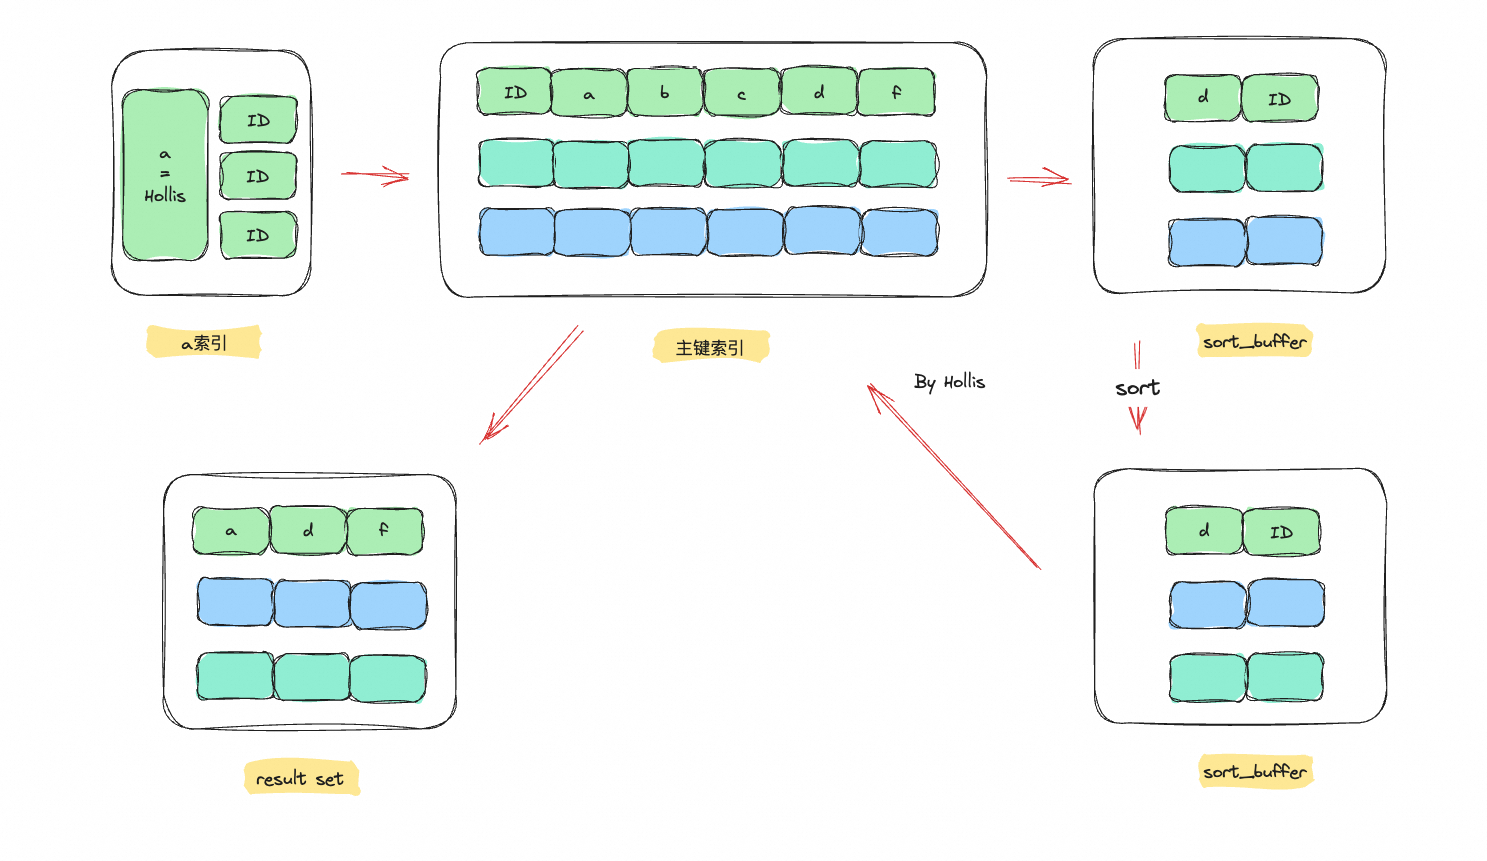 a
=
Hollis
ID
ID
ID
a索引
ID a b c d f
主键索引
d ID
sort_buffer
By Hollis
sort
a d f
result set
d ID
sort_buffer